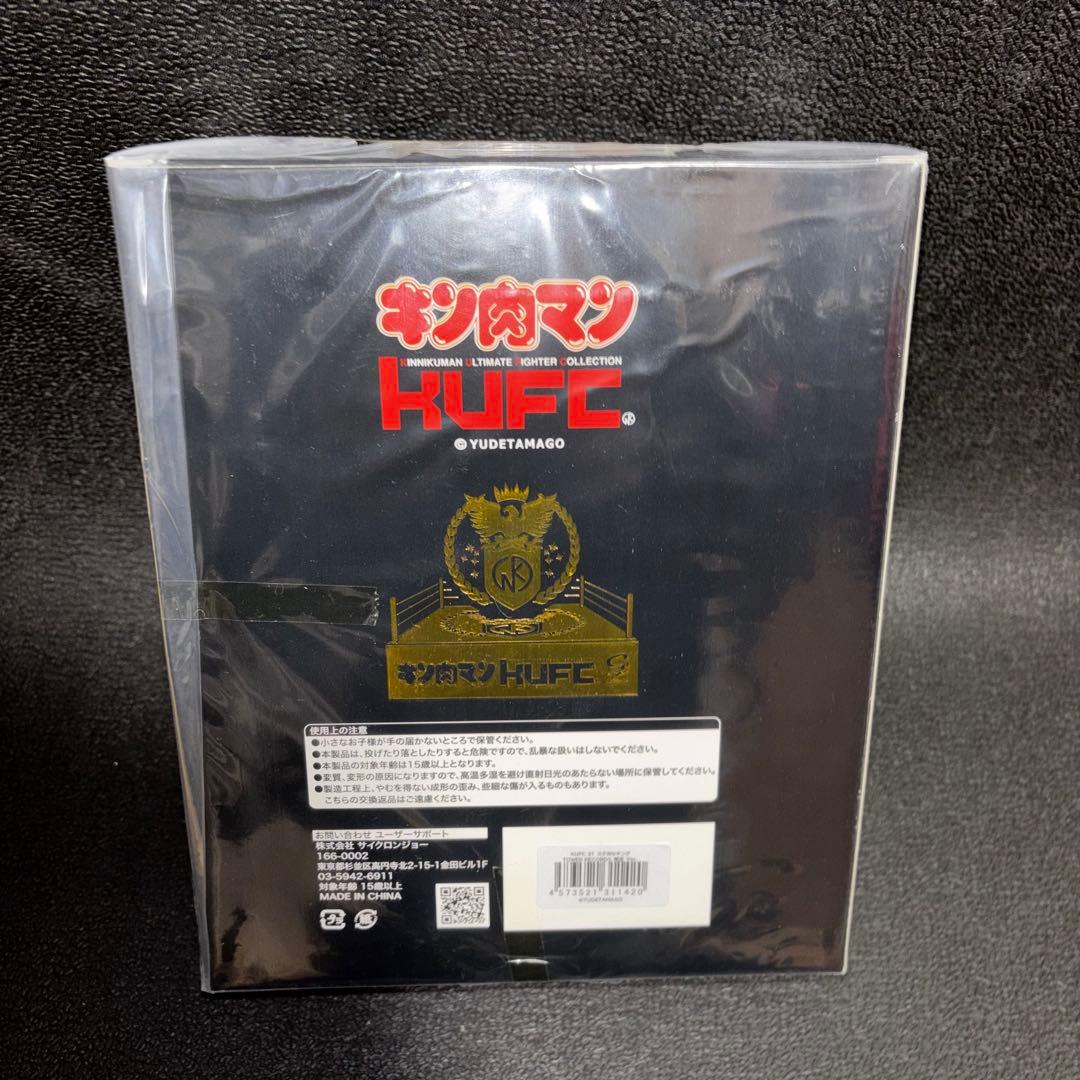 キン肉マン
KINNIKUMAN ULTIMATE FIGHTER COLLECTION
KUFC
© YUDETAMAGO
キン肉マン KUFC
使用上の注意
●小さなお子様が手の届かないところで保管ください。
●本製品は、投げたり落としたりすると危険ですので、乱暴な扱いはしないでください。
●本製品の対象年齢は15歳以上となります。
●変質、変形の原因になりますので、高温多湿を避け直射日光のあたらない場所に保管してください。
●製造工程上、やむを得ない成形の歪み、些細な傷が入るものもあります。
こちらの交換返品はご遠慮ください。
お問い合わせ ユーザーサポート
株式会社 サイクロンジョー
166-0002
東京都杉並区高円寺北2-15-1金田ビル1F
03-5942-6911
対象年齢 15歳以上
MADE IN CHINA
TOWER RECORDS 限定 Ver.
4 573521 311420
©YUDETAMAGO